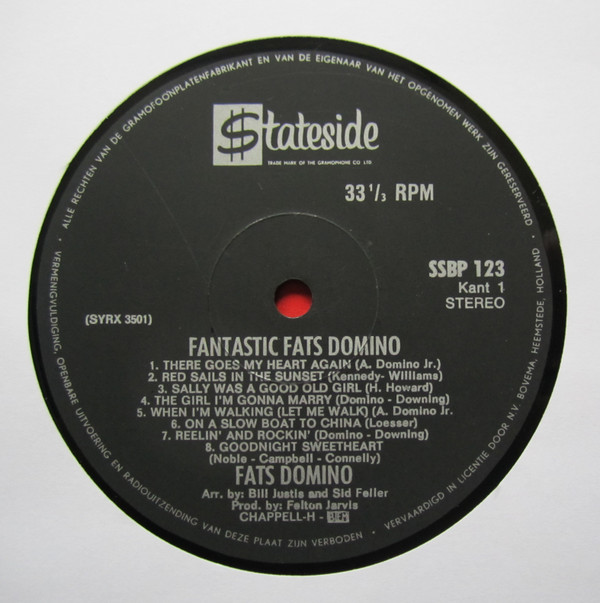 ALLE RECHTEN VAN DE GRAMOFOONPLATENFABRIKANT EN VAN DE EIGENAAR VAN HET OPGENOMEN WERK ZIJN GERESERVEERD ·
$tateside
TRADE MARK OF THE GRAMOPHONE CO LTD
33 1/3 RPM
SSBP 123
Kant 1
STEREO
(SYRX 3501)
FANTASTIC FATS DOMINO
1. THERE GOES MY HEART AGAIN (A. Domino Jr.)
2. RED SAILS IN THE SUNSET (Kennedy- Williams)
3. SALLY WAS A GOOD OLD GIRL (H. Howard)
4. THE GIRL I'M GONNA MARRY (Domino - Downing)
5. WHEN I'M WALKING (LET ME WALK) (A. Domino Jr.
6. ON A SLOW BOAT TO CHINA (Loesser)
7. REELIN' AND ROCKIN' (Domino - Downing)
8. GOODNIGHT SWEETHEART
(Noble - Campbell - Connelly)
FATS DOMINO
Arr. by: Bill Justis and Sid Feller
Prod. by: Felton Jarvis
CHAPPELL-H -
VERMENIGVULDIGING, OPENBARE UITVOERING EN RADIOUITZENDING VAN DEZE PLAAT ZIJN VERBODEN ·
VERVAARDIGD IN LICENTIE DOOR N.V. BOVEMA, HEEMSTEDE, HOLLAND